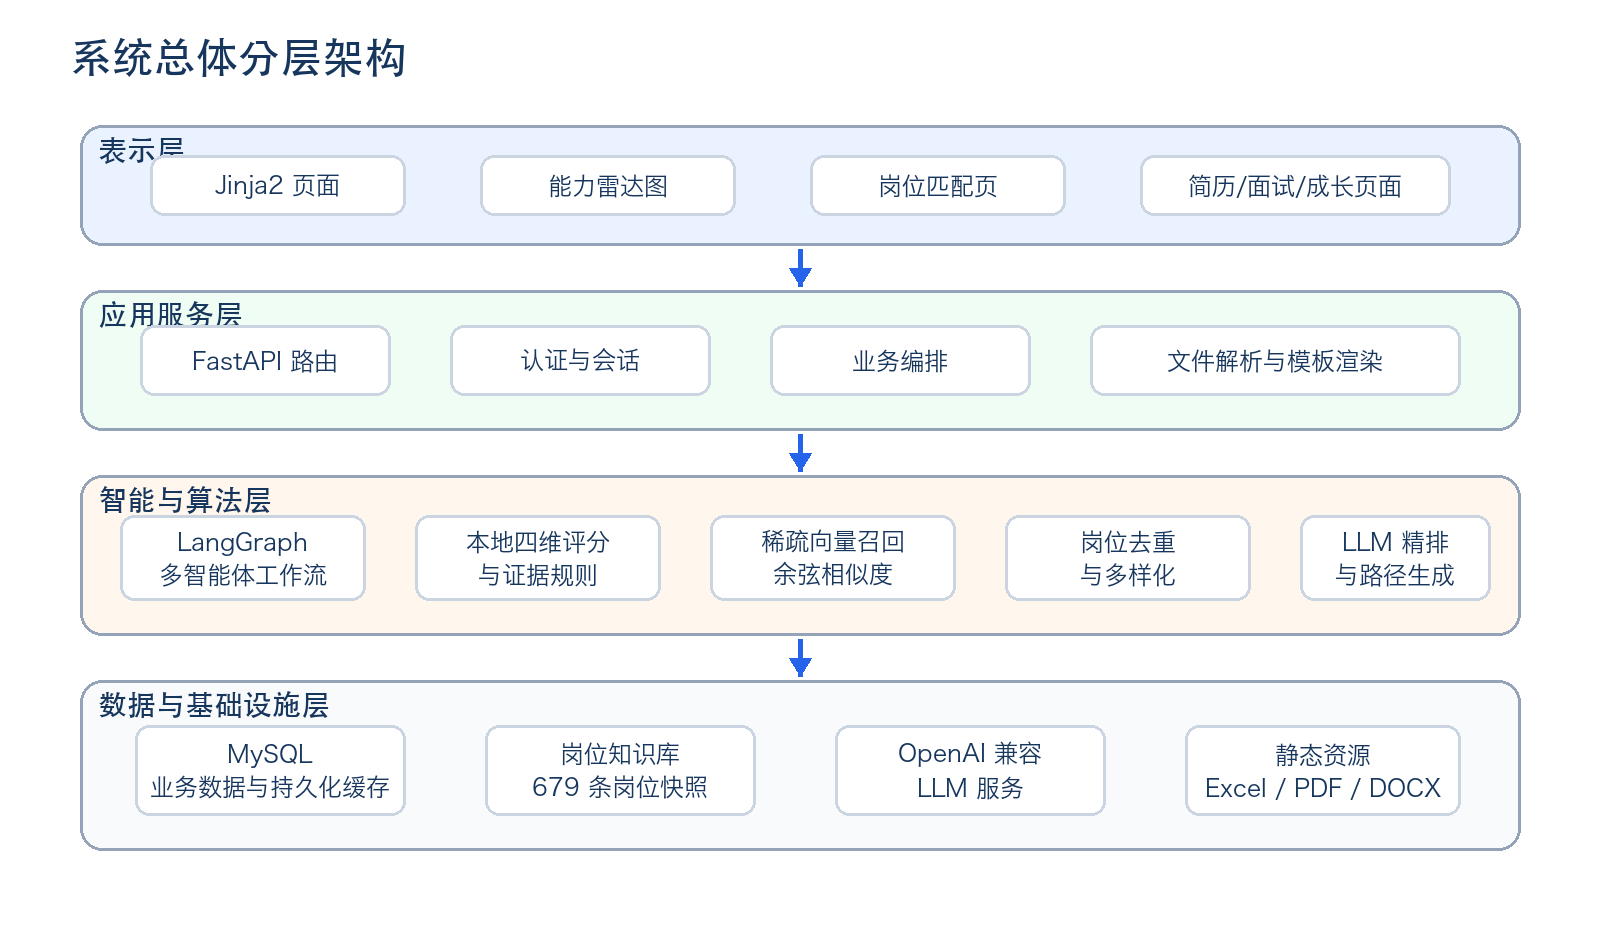 系统总体分层架构
表示层
Jinja2 页面
能力雷达图
岗位匹配页
简历/面试/成长页面
应用服务层
FastAPI 路由
认证与会话
业务编排
文件解析与模板渲染
智能与算法层
LangGraph
多智能体工作流
本地四维评分
与证据规则
稀疏向量召回
余弦相似度
岗位去重
与多样化
LLM 精排
与路径生成
数据与基础设施层
MySQL
业务数据与持久化缓存
岗位知识库
679 条岗位快照
OpenAI 兼容
LLM 服务
静态资源
Excel / PDF / DOCX